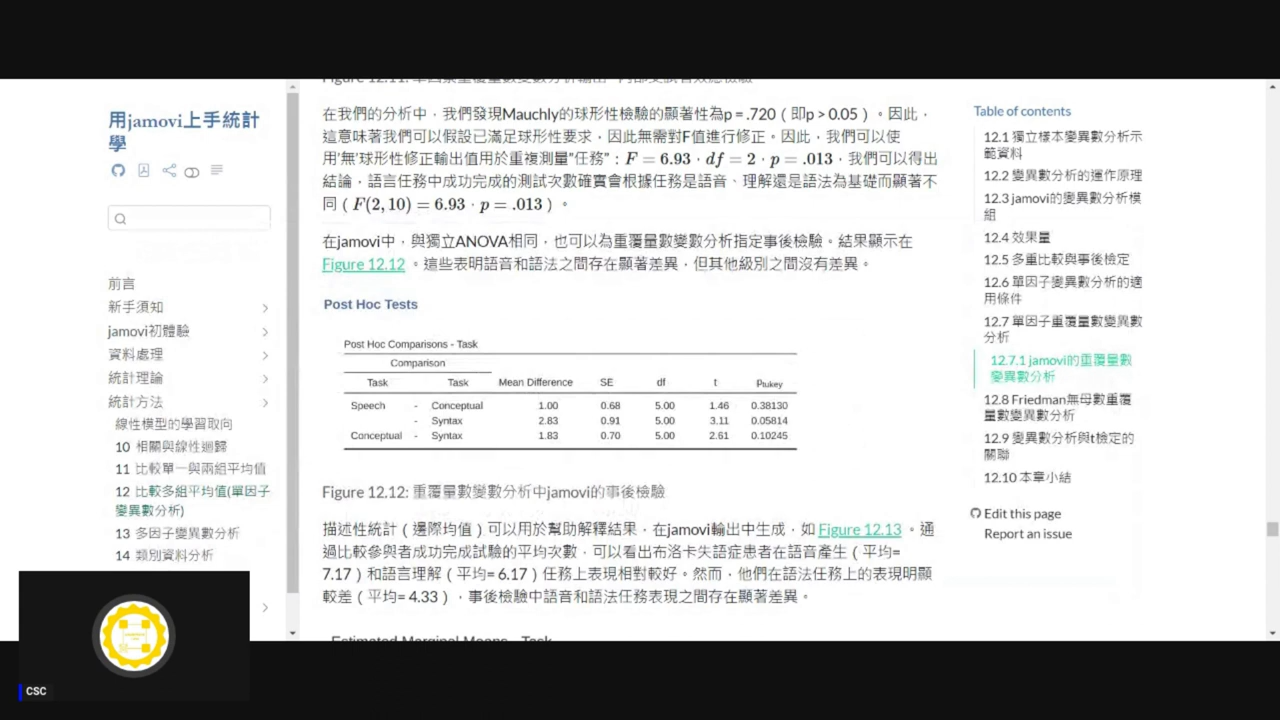 用jamovi上手統計
學
前言
新手須知
jamovi初體驗
資料處理
統計理論
統計方法
線性模型的學習取向
10 相關與線性迴歸
11 比較單一與兩組平均值
12 比較多組平均值(單因子
變異數分析)
13 多因子變異數分析
14 類別資料分析
CSC
在我們的分析中，我們發現Mauchly的球形性檢驗的顯著性為p = .720（即p > 0.05）。因此，
這意味著我們可以假設已滿足球形性要求，因此無需對F值進行修正。因此，我們可以使
用'無'球形性修正輸出值用於重複測量"任務"：F = 6.93，df = 2，p = .013，我們可以得出
結論，語言任務中成功完成的測試次數確實會根據任務是語音、理解還是語法為基礎而顯著不
同（F(2, 10) = 6.93，p = .013）。
在jamovi中，與獨立ANOVA相同，也可以為重覆量數變數分析指定事後檢驗。結果顯示在
Figure 12.12 。這些表明語音和語法之間存在顯著差異，但其他級別之間沒有差異。
Post Hoc Tests
Post Hoc Comparisons - Task
Comparison
Task Task Mean Difference SE df t ptukey
Speech - Conceptual 1.00 0.68 5.00 1.46 0.38130
- Syntax 2.83 0.91 5.00 3.11 0.05814
Conceptual - Syntax 1.83 0.70 5.00 2.61 0.10245
Figure 12.12: 重覆量數變數分析中jamovi的事後檢驗
描述性統計（邊際均值）可以用於幫助解釋結果，在jamovi輸出中生成，如 Figure 12.13 。通
過比較參與者成功完成試驗的平均次數，可以看出布洛卡失語症患者在語音產生（平均=
7.17）和語言理解（平均= 6.17）任務上表現相對較好。然而，他們在語法任務上的表現明顯
較差（平均= 4.33），事後檢驗中語音和語法任務表現之間存在顯著差異。
Estimated Marginal Means - Task
Table of contents
12.1 獨立樣本變異數分析示
範資料
12.2 變異數分析的運作原理
12.3 jamovi的變異數分析模
組
12.4 效果量
12.5 多重比較與事後檢定
12.6 單因子變異數分析的適
用條件
12.7 單因子重覆量數變異數
分析
12.7.1 jamovi的重覆量數
變異數分析
12.8 Friedman無母數重覆
量數變異數分析
12.9 變異數分析與t檢定的
關聯
12.10 本章小結
Edit this page
Report an issue